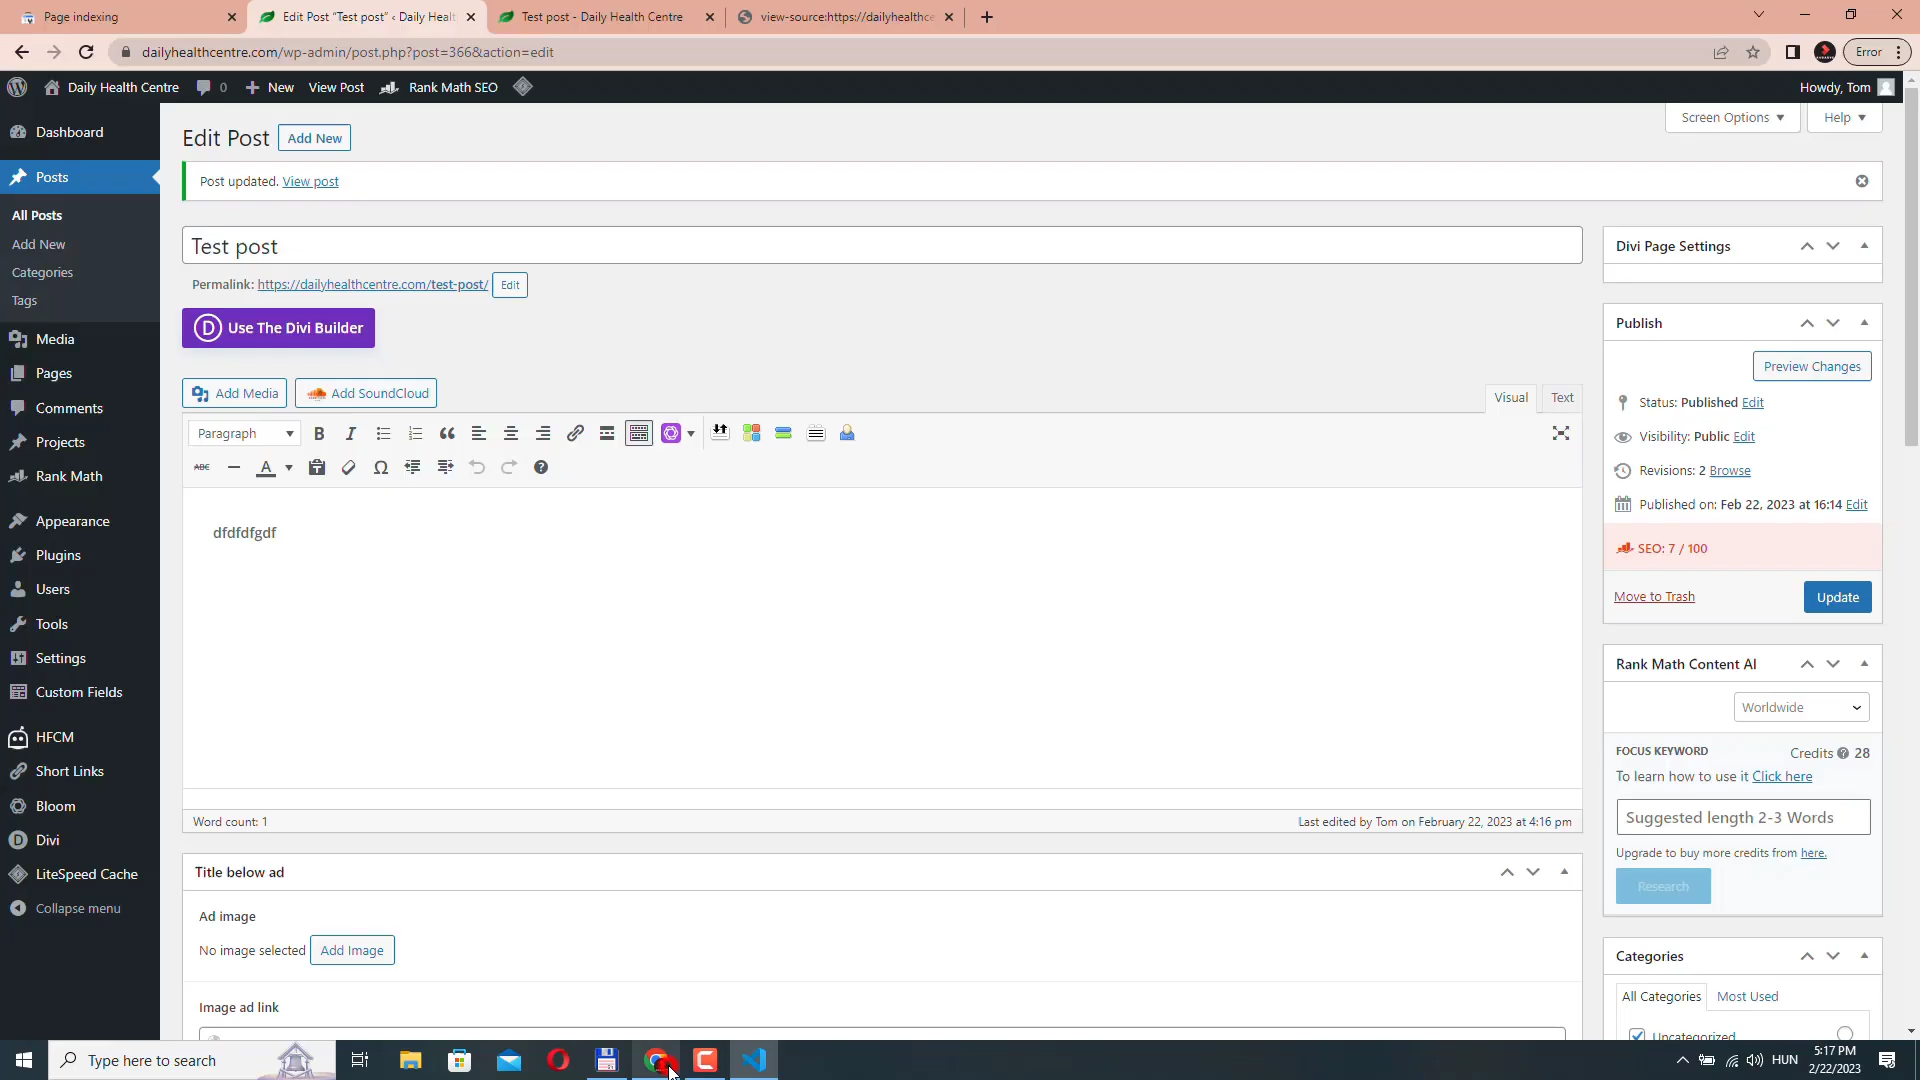 Page indexing
Edit Post “Test post” ‹ Daily Heal
Test post - Daily Health Centre
view-source:https://dailyhealthce
dailyhealthcentre.com/wp-admin/post.php?post=366&action=edit
Error
Daily Health Centre
0
New
View Post
Rank Math SEO
Howdy, Tom
Dashboard
Posts
All Posts
Add New
Categories
Tags
Media
Pages
Comments
Projects
Rank Math
Appearance
Plugins
Users
Tools
Settings
Custom Fields
HFCM
Short Links
Bloom
Divi
LiteSpeed Cache
Collapse menu
Screen Options
Help
Edit Post
Add New
Post updated. View post
Test post
Permalink: https://dailyhealthcentre.com/test-post/ Edit
D Use The Divi Builder
Add Media
Add SoundCloud
Visual
Text
Paragraph
B
I
ABC
A
Ω
dfdfdfgdf
Word count: 1
Last edited by Tom on February 22, 2023 at 4:16 pm
Title below ad
Ad image
No image selected
Add Image
Image ad link
Divi Page Settings
Publish
Preview Changes
Status: Published Edit
Visibility: Public Edit
Revisions: 2 Browse
Published on: Feb 22, 2023 at 16:14 Edit
SEO: 7 / 100
Move to Trash
Update
Rank Math Content AI
Worldwide
FOCUS KEYWORD
Credits 28
To learn how to use it Click here
Suggested length 2-3 Words
Upgrade to buy more credits from here.
Research
Categories
All Categories
Most Used
Uncategorized
Type here to search
HUN
5:17 PM
2/22/2023